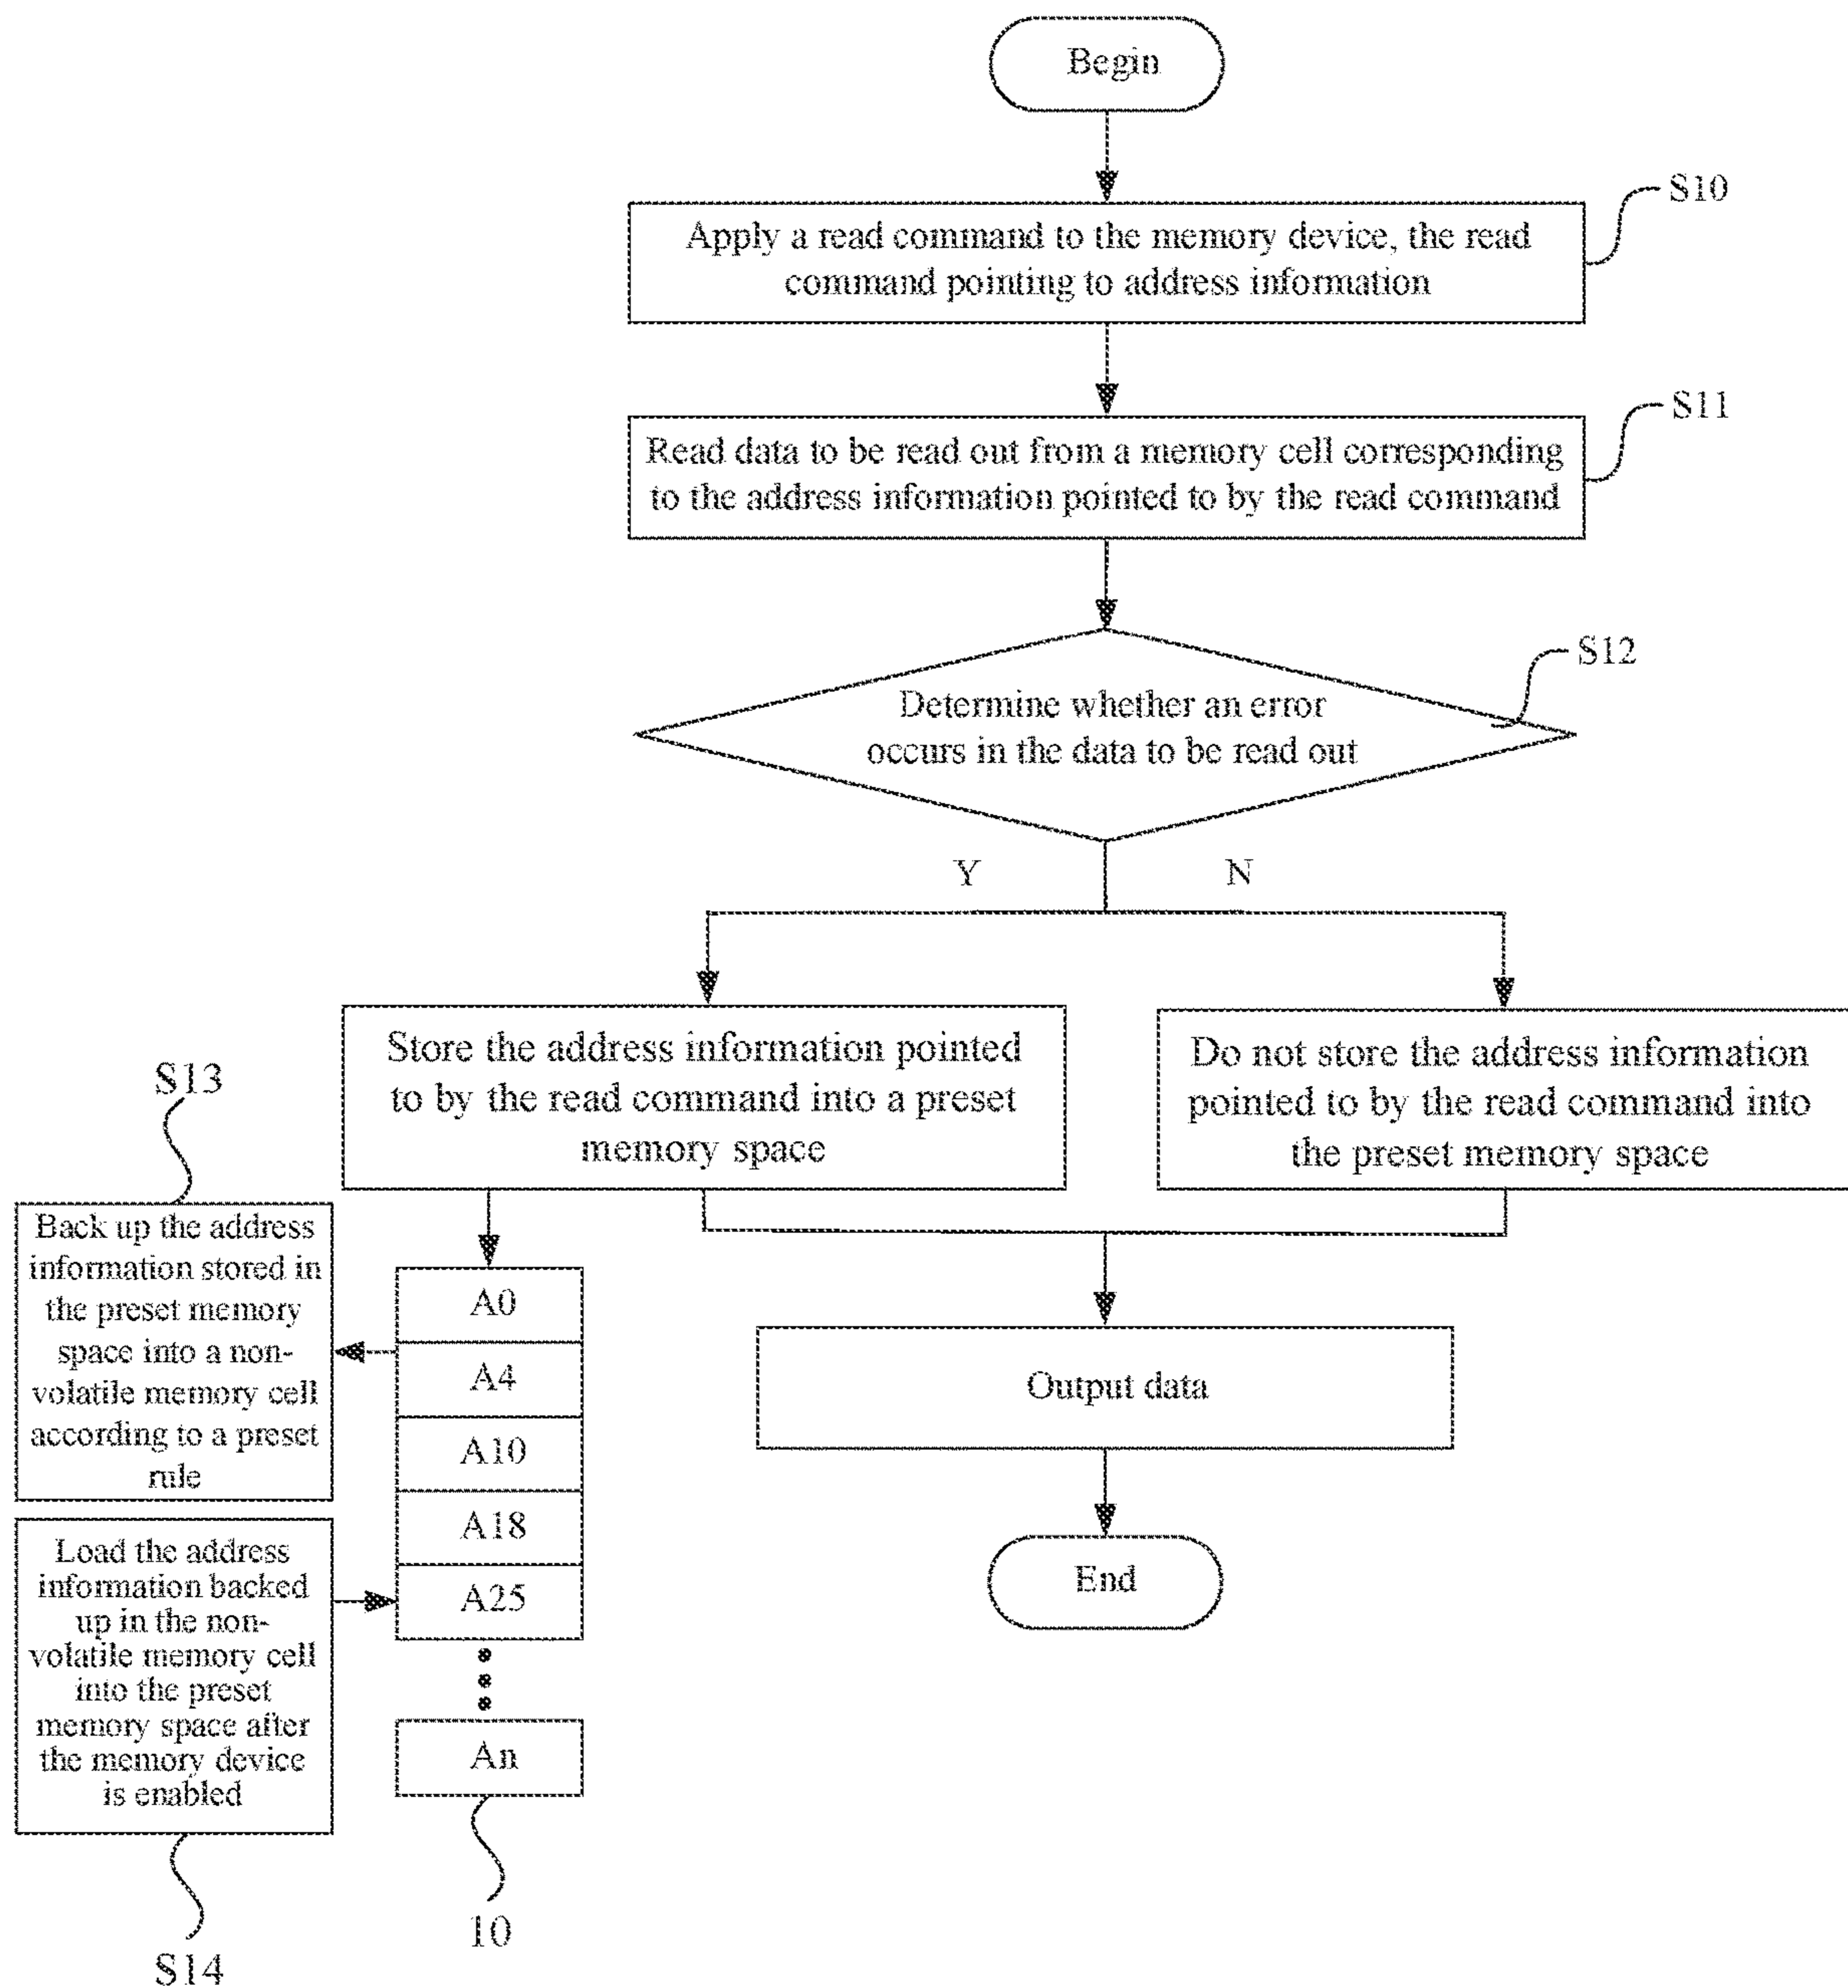 Begin
S10
Apply a read command to the memory device, the read
command pointing to address information
S11
Read data to be read out from a memory cell corresponding
to the address information pointed to by the read command
S12
Determine whether an error
occurs in the data to be read out
Y
N
Store the address information pointed
to by the read command into a preset
memory space
Do not store the address information
pointed to by the read command into
the preset memory space
S13
Back up the address
information stored in
the preset memory
space into a non-
volatile memory cell
according to a preset
rule
A0
A4
A10
A18
A25
An
10
Output data
End
Load the address
information backed
up in the non-
volatile memory cell
into the preset
memory space after
the memory device
is enabled
S14